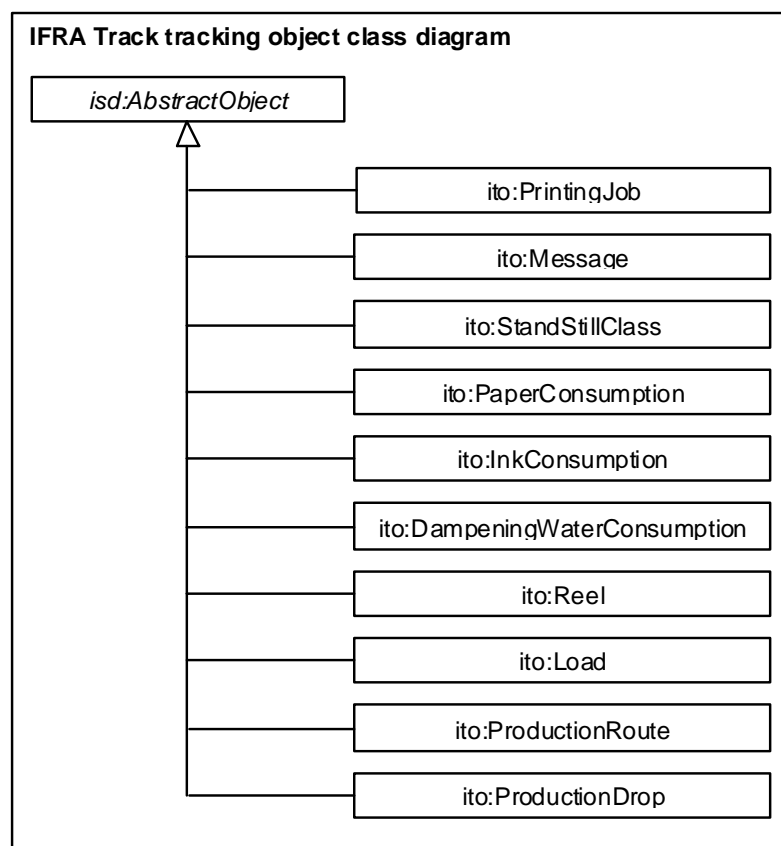 IFRA Track tracking object class diagram
isd:AbstractObject
ito:PrintingJob
ito:Message
ito:StandStillClass
ito:PaperConsumption
ito:InkConsumption
ito:DampeningWaterConsumption
ito:Reel
ito:Load
ito:ProductionRoute
ito:ProductionDrop